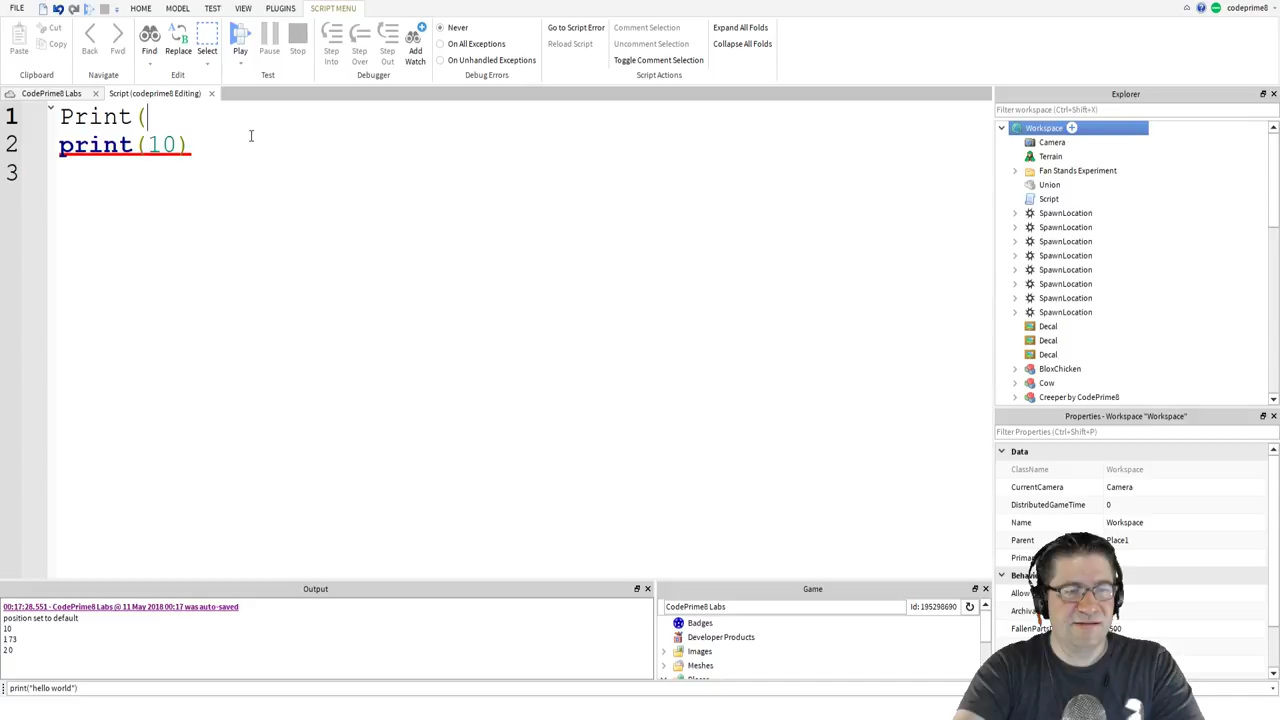 FILE HOME MODEL TEST VIEW PLUGINS SCRIPT MENU codeprime8
Paste Cut Copy Clipboard
Back Fwd Navigate
Find Replace Select Edit
Play Pause Stop Test
Step Into Step Over Step Out Add Watch Debugger
Never
On All Exceptions
On Unhandled Exceptions
Debug Errors
Go to Script Error
Reload Script
Comment Selection
Uncomment Selection
Toggle Comment Selection
Script Actions
Expand All Folds
Collapse All Folds
CodePrime8 Labs Script (codeprime8 Editing)
1 Print(
2 print(10)
3
Explorer
Filter workspace (Ctrl+Shift+X)
Workspace
Camera
Terrain
Fan Stands Experiment
Union
Script
SpawnLocation
SpawnLocation
SpawnLocation
SpawnLocation
SpawnLocation
SpawnLocation
SpawnLocation
SpawnLocation
Decal
Decal
Decal
BloxChicken
Cow
Creeper by CodePrime8
Properties - Workspace "Workspace"
Filter Properties (Ctrl+Shift+P)
Data
ClassName Workspace
CurrentCamera Camera
DistributedGameTime 0
Name Workspace
Parent Place1
Output
00:17:28.551 - CodePrime8 Labs @ 11 May 2018 00:17 was auto-saved
position set to default
10
1 73
2 0
Game
CodePrime8 Labs Id: 195298690
Badges
Developer Products
Images
Meshes
print("hello world")